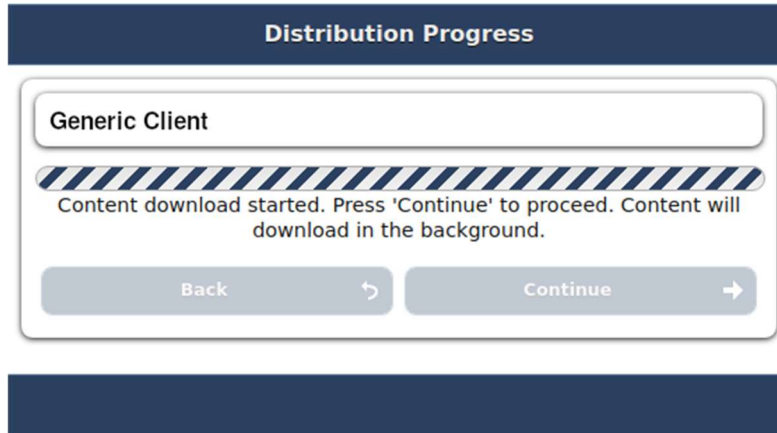 Distribution Progress
Generic Client
Content download started. Press 'Continue' to proceed. Content will
download in the background.
Back
Continue